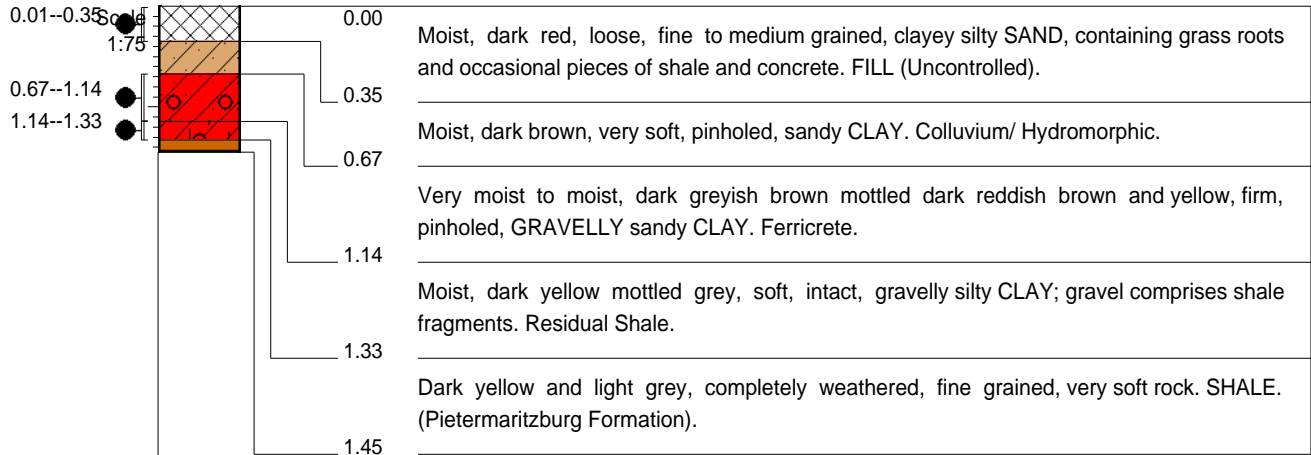 0.01--0.35
Scale
1:75
0.00
Moist, dark red, loose, fine to medium grained, clayey silty SAND, containing grass roots
and occasional pieces of shale and concrete. FILL (Uncontrolled).
0.35
0.67--1.14
1.14--1.33
Moist, dark brown, very soft, pinholed, sandy CLAY. Colluvium/ Hydromorphic.
0.67
Very moist to moist, dark greyish brown mottled dark reddish brown and yellow, firm,
pinholed, GRAVELLY sandy CLAY. Ferricrete.
1.14
Moist, dark yellow mottled grey, soft, intact, gravelly silty CLAY; gravel comprises shale
fragments. Residual Shale.
1.33
Dark yellow and light grey, completely weathered, fine grained, very soft rock. SHALE.
(Pietermaritzburg Formation).
1.45